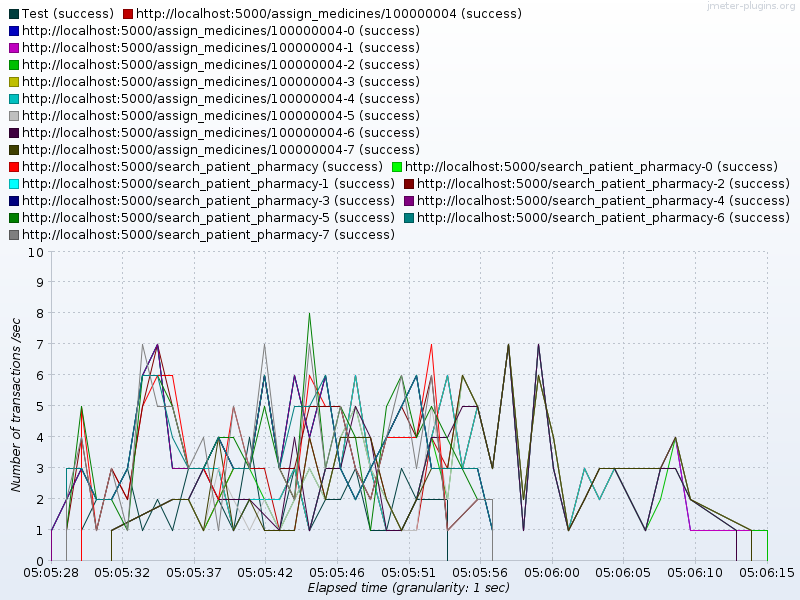 jmeter-plugins.org
Test (success) http://localhost:5000/assign_medicines/100000004 (success)
http://localhost:5000/assign_medicines/100000004-0 (success)
http://localhost:5000/assign_medicines/100000004-1 (success)
http://localhost:5000/assign_medicines/100000004-2 (success)
http://localhost:5000/assign_medicines/100000004-3 (success)
http://localhost:5000/assign_medicines/100000004-4 (success)
http://localhost:5000/assign_medicines/100000004-5 (success)
http://localhost:5000/assign_medicines/100000004-6 (success)
http://localhost:5000/assign_medicines/100000004-7 (success)
http://localhost:5000/search_patient_pharmacy (success) http://localhost:5000/search_patient_pharmacy-0 (success)
http://localhost:5000/search_patient_pharmacy-1 (success) http://localhost:5000/search_patient_pharmacy-2 (success)
http://localhost:5000/search_patient_pharmacy-3 (success) http://localhost:5000/search_patient_pharmacy-4 (success)
http://localhost:5000/search_patient_pharmacy-5 (success) http://localhost:5000/search_patient_pharmacy-6 (success)
http://localhost:5000/search_patient_pharmacy-7 (success)
Number of transactions /sec
10
9
8
7
6
5
4
3
2
1
0
05:05:28 05:05:32 05:05:37 05:05:42 05:05:46 05:05:51 05:05:56 05:06:00 05:06:05 05:06:10 05:06:15
Elapsed time (granularity: 1 sec)